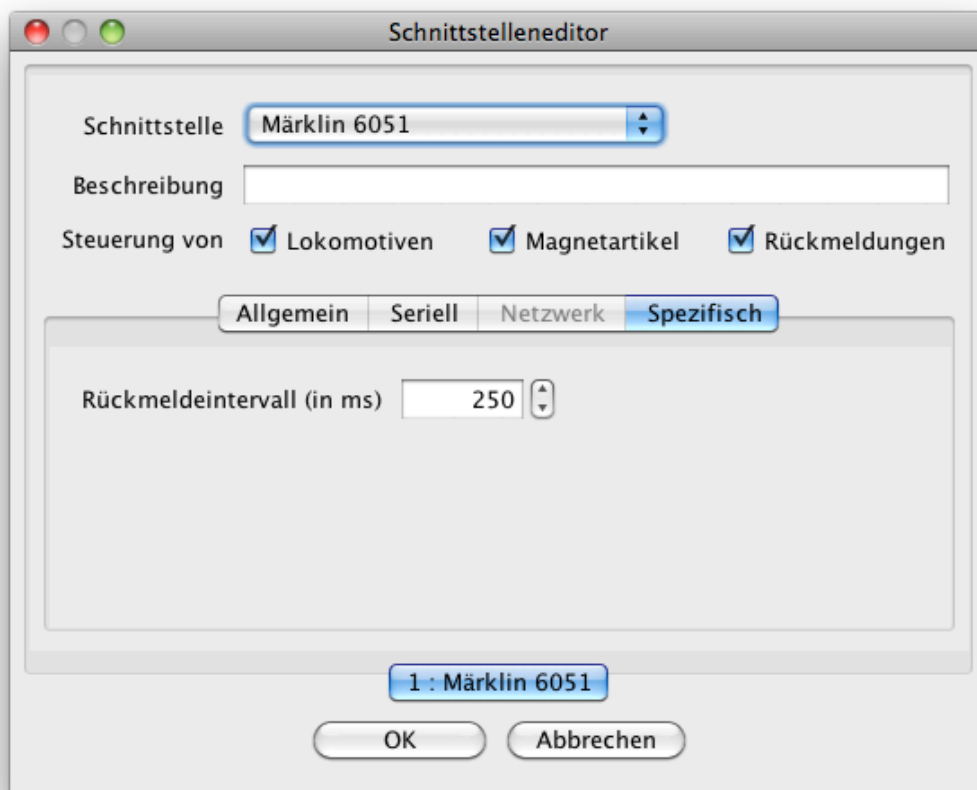 Schnittstelleneditor
Schnittstelle Märklin 6051
Beschreibung
Steuerung von Lokomotiven Magnetartikel Rückmeldungen
Allgemein Seriell Netzwerk Spezifisch
Rückmeldeintervall (in ms) 250
1 : Märklin 6051
OK Abbrechen